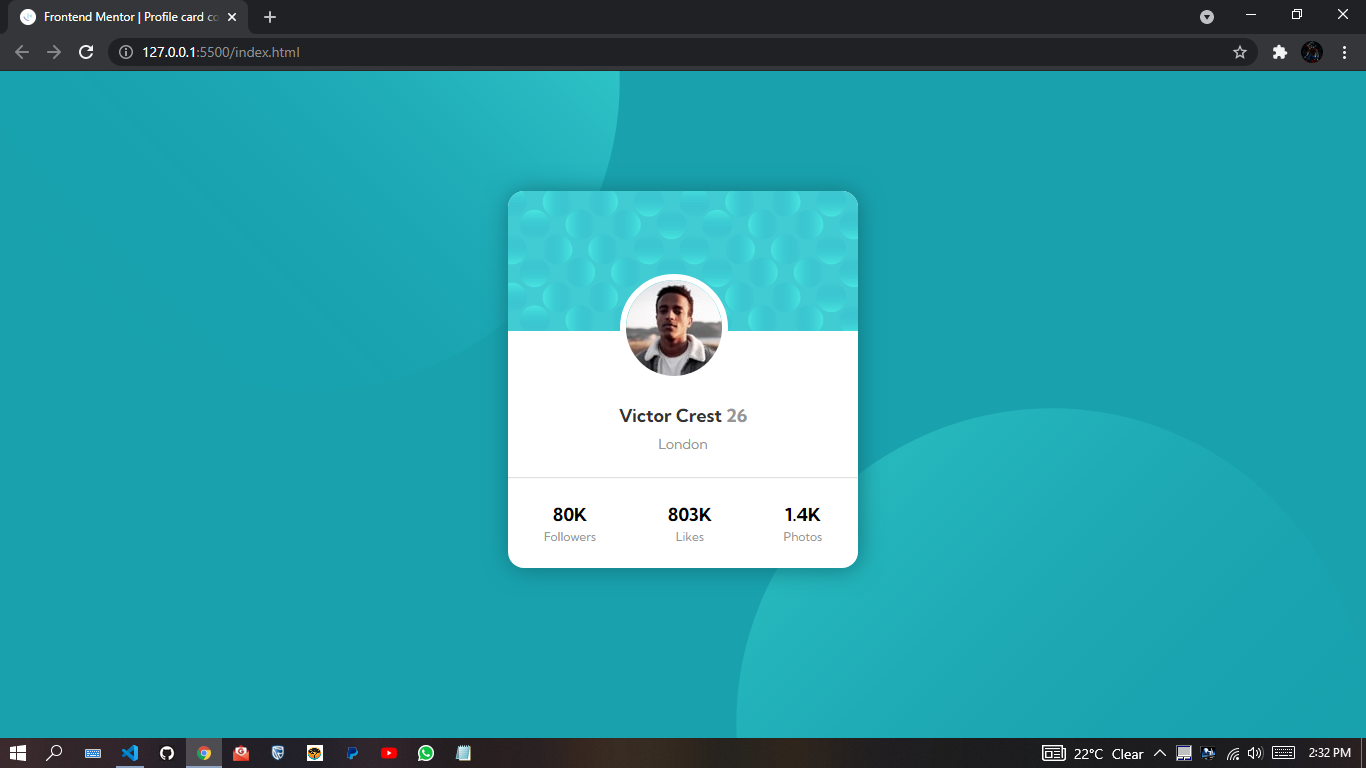 Frontend Mentor | Profile card co
127.0.0.1:5500/index.html
Victor Crest 26
London
80K 803K 1.4K
Followers Likes Photos
22°C Clear 2:32 PM